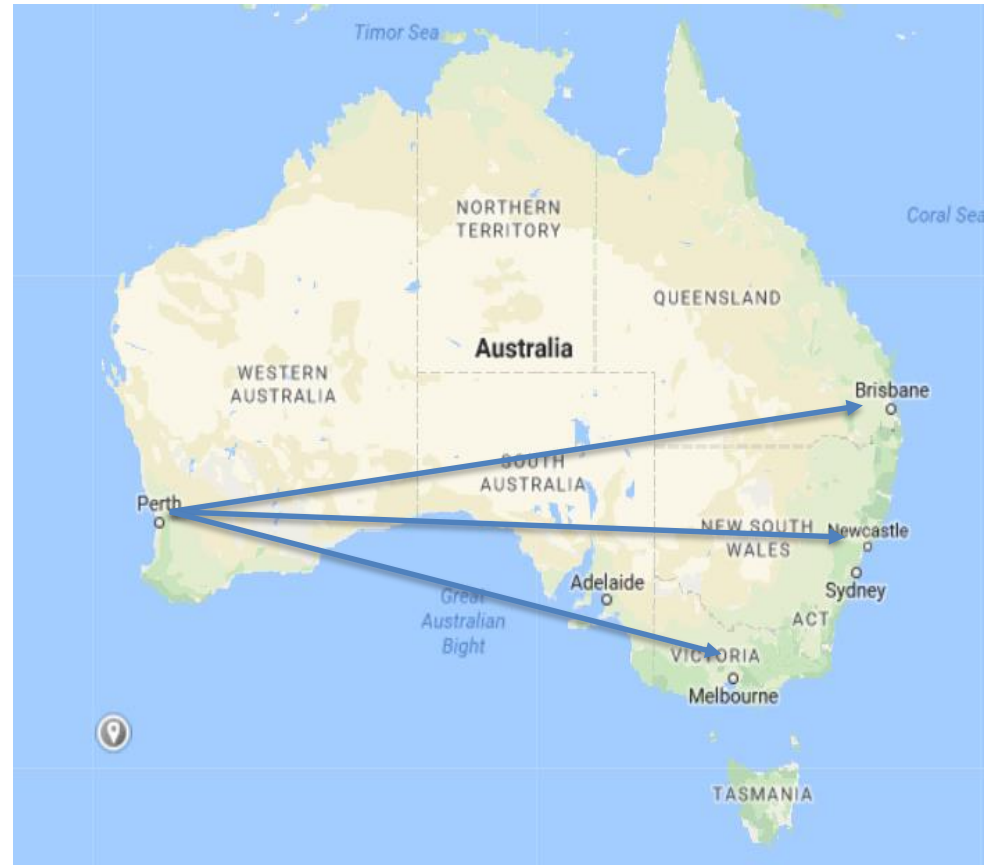 Timor Sea
NORTHERN
TERRITORY
Coral Sea
QUEENSLAND
Australia
WESTERN
AUSTRALIA
Brisbane
SOUTH
AUSTRALIA
Perth
NEW SOUTH
WALES
Newcastle
Adelaide
Sydney
Great
Australian
Bight
ACT
VICTORIA
Melbourne
TASMANIA